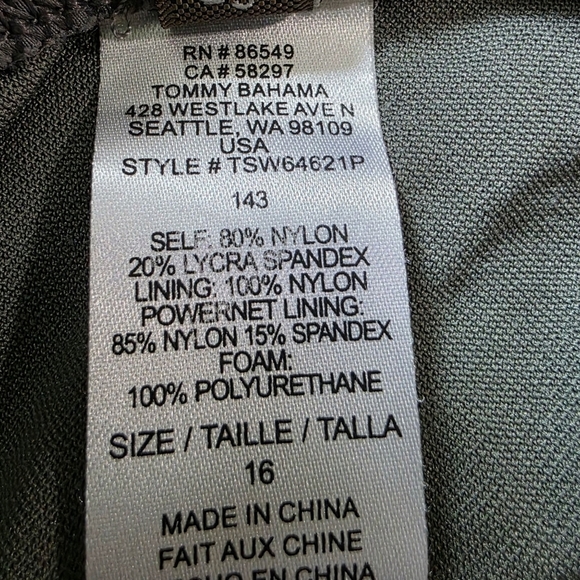 RN # 86549
CA # 58297
TOMMY BAHAMA
428 WESTLAKE AVE N
SEATTLE, WA 98109
USA
STYLE # TSW64621P
143
SELF: 80% NYLON
20% LYCRA SPANDEX
LINING: 100% NYLON
POWERNET LINING:
85% NYLON 15% SPANDEX
FOAM:
100% POLYURETHANE
SIZE / TAILLE / TALLA
16
MADE IN CHINA
FAIT AUX CHINE
EN CHINA